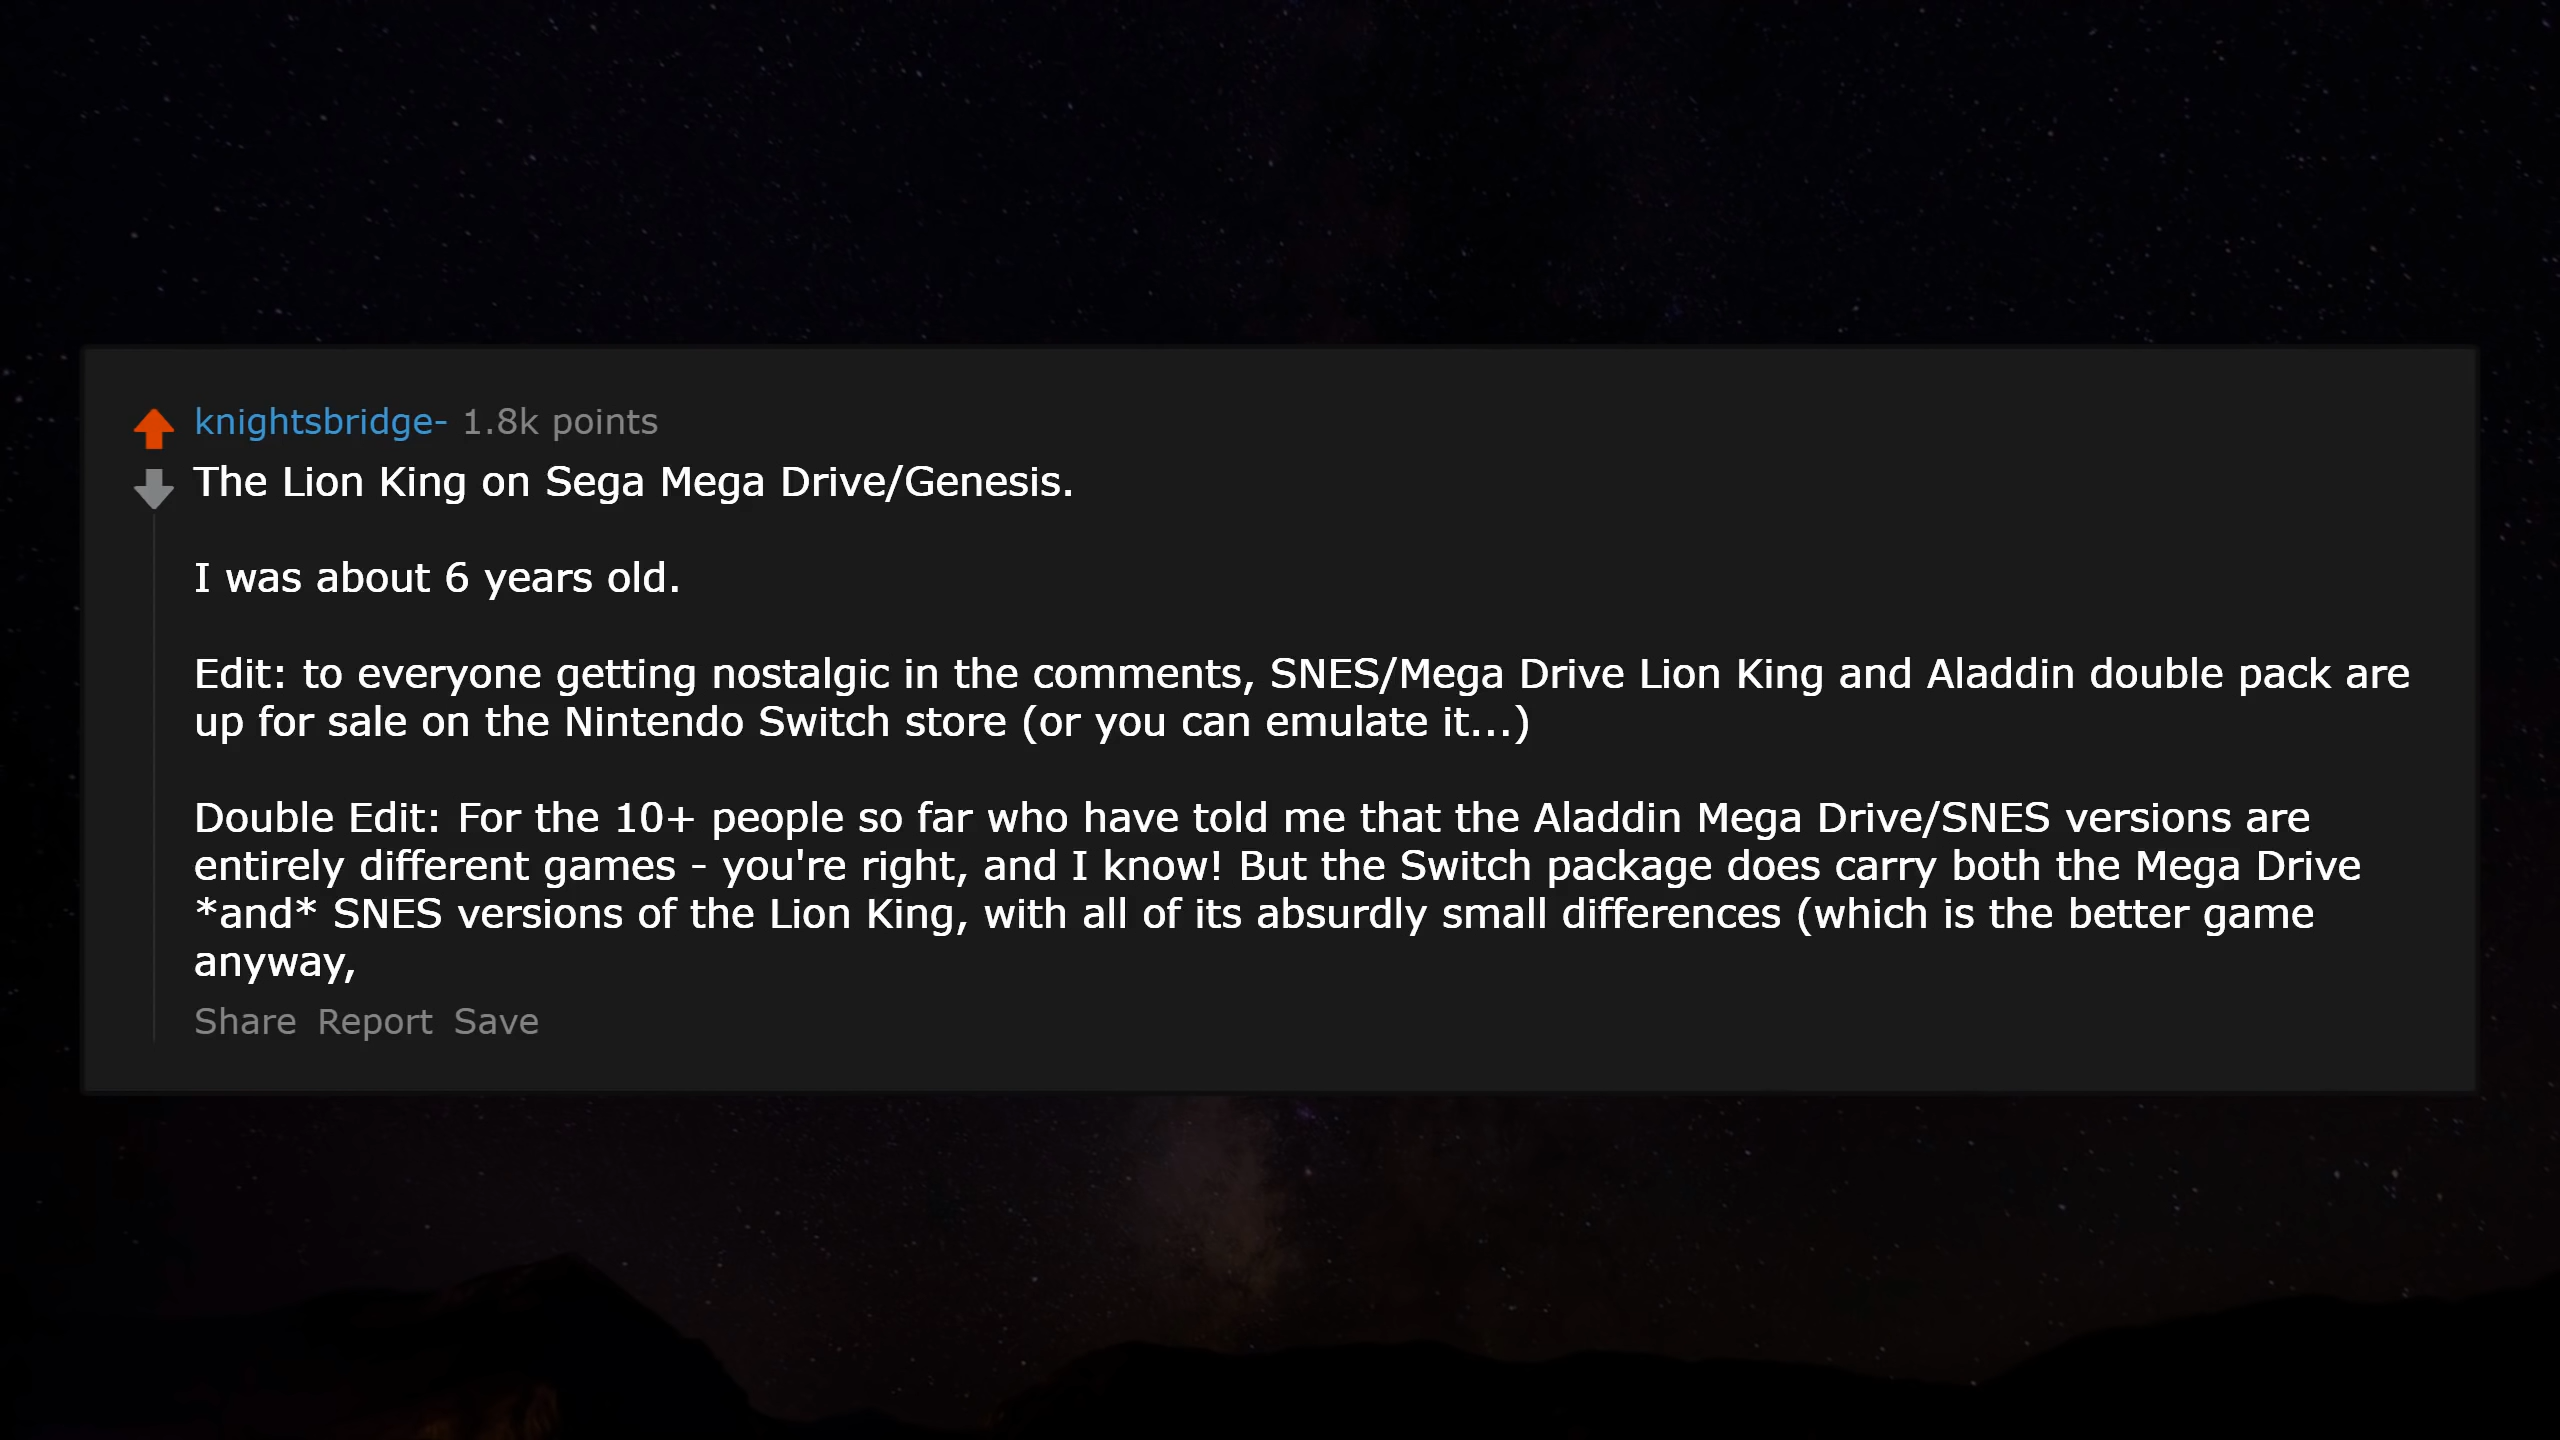 knightsbridge- 1.8k points
The Lion King on Sega Mega Drive/Genesis.
I was about 6 years old.
Edit: to everyone getting nostalgic in the comments, SNES/Mega Drive Lion King and Aladdin double pack are
up for sale on the Nintendo Switch store (or you can emulate it...)
Double Edit: For the 10+ people so far who have told me that the Aladdin Mega Drive/SNES versions are
entirely different games - you're right, and I know! But the Switch package does carry both the Mega Drive
*and* SNES versions of the Lion King, with all of its absurdly small differences (which is the better game
anyway,
Share Report Save